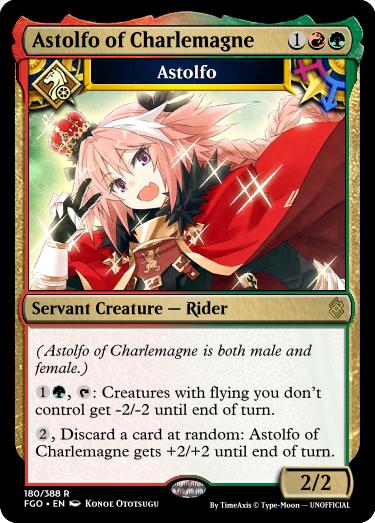 Astolfo of Charlemagne 1
Astolfo
Servant Creature — Rider
(Astolfo of Charlemagne is both male and
female.)
1 , : Creatures with flying you don't
control get -2/-2 until end of turn.
2 , Discard a card at random: Astolfo of
Charlemagne gets +2/+2 until end of turn.
2/2
180/388 R
FGO • EN Konoe Ototsugu
By TimeAxis © Type-Moon — UNOFFICIAL